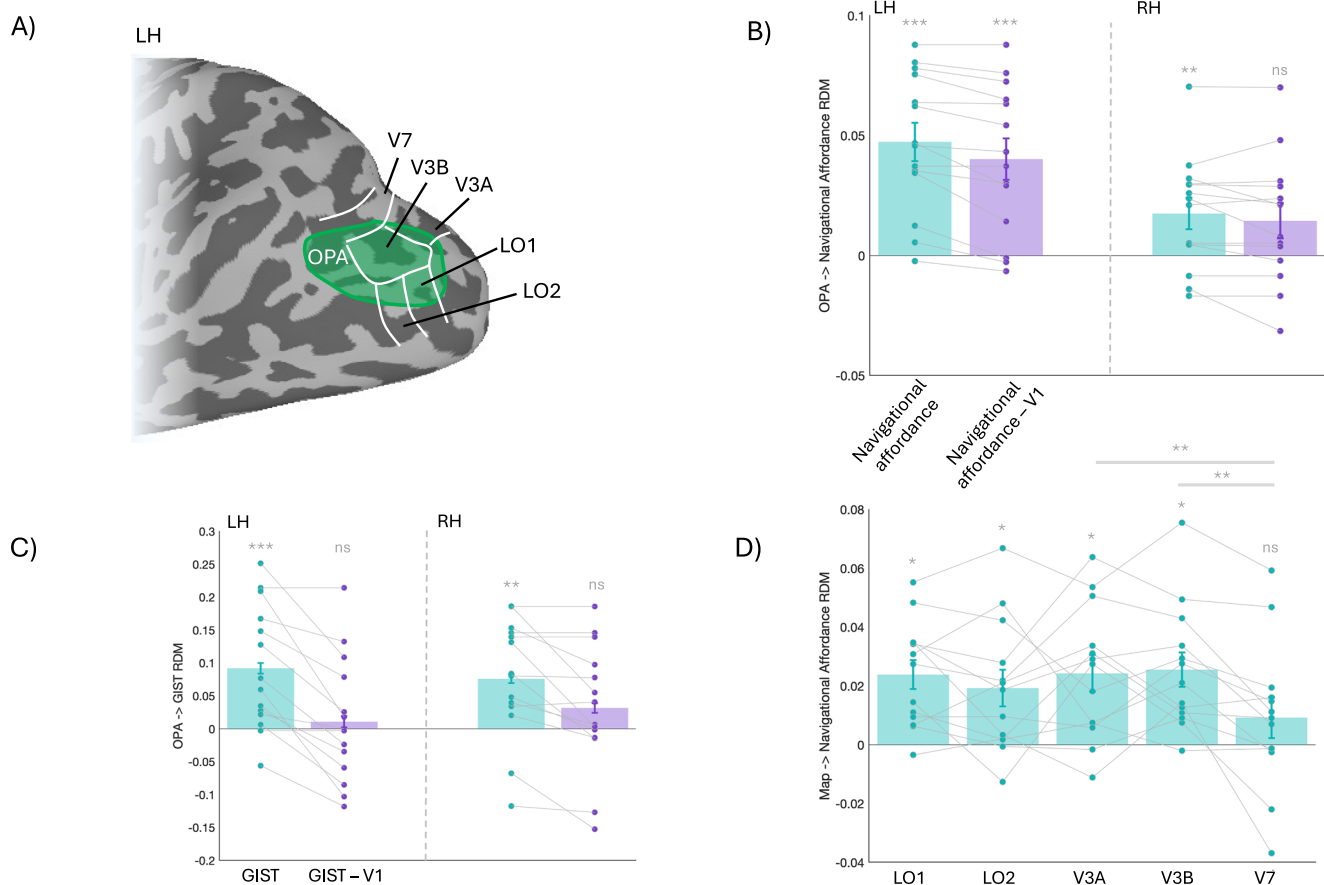 A)
LH
V7
V3B
V3A
OPA
LO1
LO2
B)
LH
RH
OPA -> Navigational Affordance RDM
0.1
0.05
0
-0.05
***
***
**
ns
Navigational
affordance
Navigational
affordance – V1
C)
LH
RH
OPA -> GIST RDM
0.3
0.25
0.2
0.15
0.1
0.05
0
-0.05
-0.1
-0.15
-0.2
***
ns
**
ns
GIST
GIST – V1
D)
**
**
Map -> Navigational Affordance RDM
0.08
0.06
0.04
0.02
0
-0.02
-0.04
*
*
*
*
ns
LO1
LO2
V3A
V3B
V7